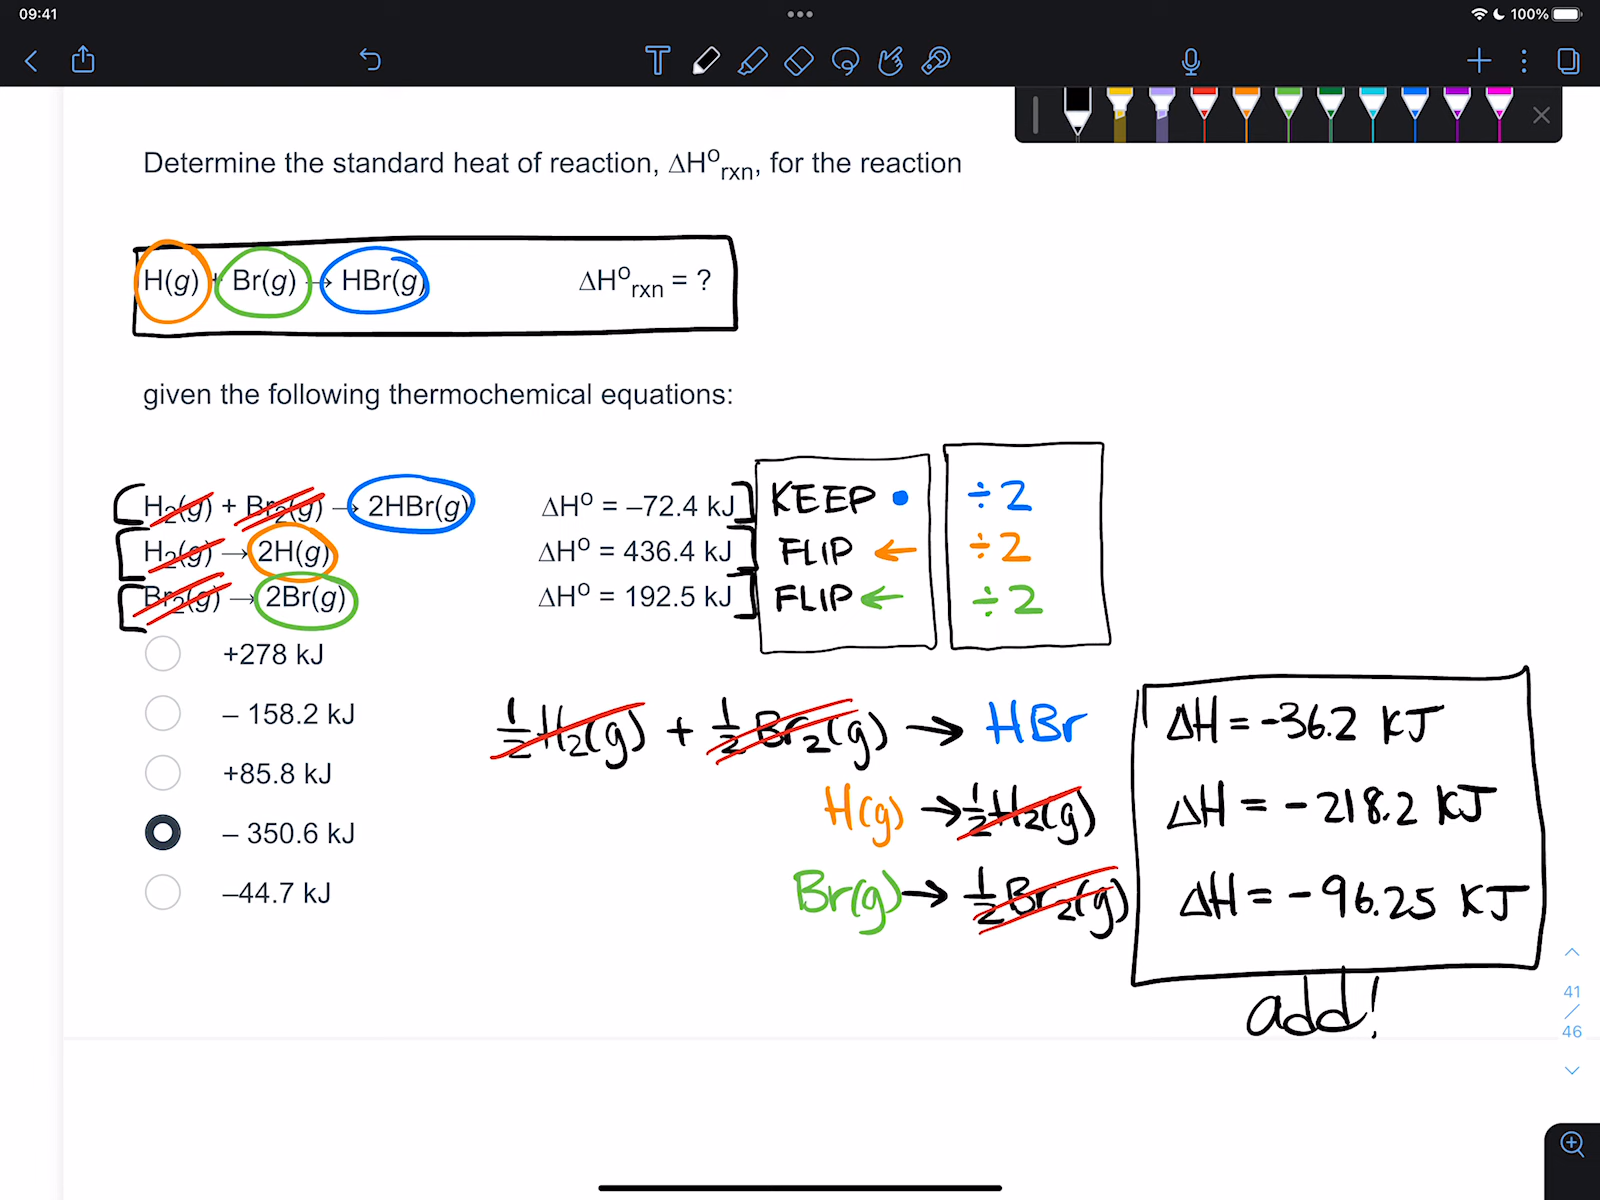 09:41
100%
T
Determine the standard heat of reaction, ΔH°rxn, for the reaction
H(g) + Br(g) → HBr(g) ΔH°rxn = ?
given the following thermochemical equations:
H₂(g) + Br₂(g) → 2HBr(g) ΔH° = –72.4 kJ KEEP • ÷2
H₂(g) → 2H(g) ΔH° = 436.4 kJ FLIP ← ÷2
Br₂(g) → 2Br(g) ΔH° = 192.5 kJ FLIP ← ÷2
+278 kJ
– 158.2 kJ
+85.8 kJ
– 350.6 kJ
–44.7 kJ
½H₂(g) + ½Br₂(g) → HBr ΔH = -36.2 KJ
H(g) → ½H₂(g) ΔH = -218.2 KJ
Br(g) → ½Br₂(g) ΔH = -96.25 KJ
add!
41
/
46